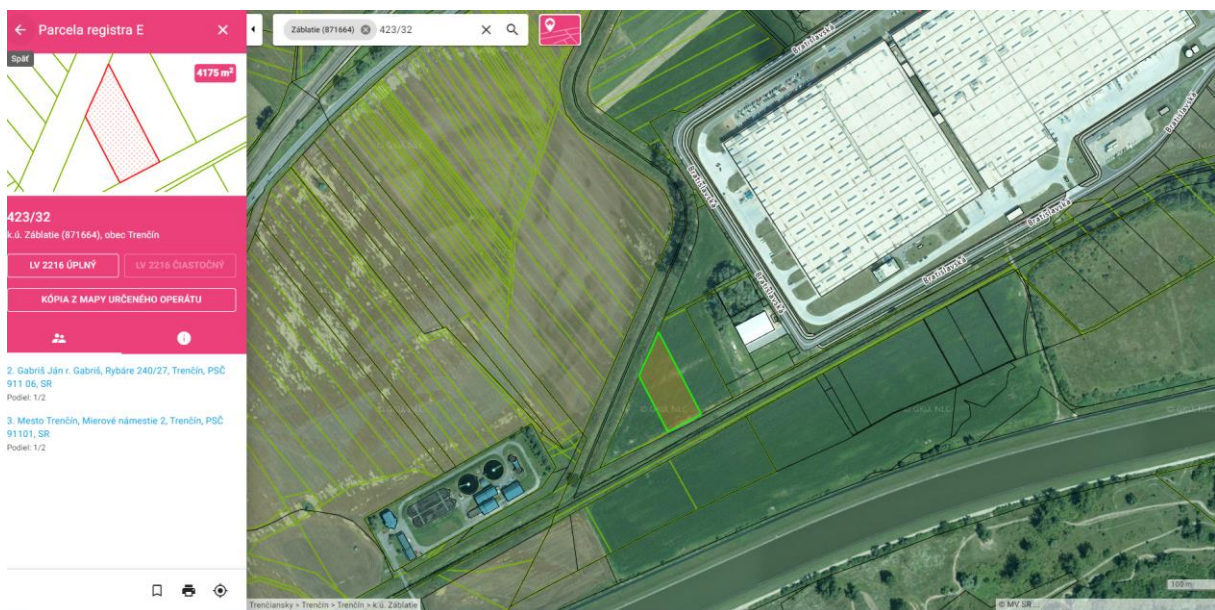 Parcela registra E
Späť
4175 m²
423/32
k.ú. Záblatie (871664), obec Trenčín
LV 2216 ÚPLNÝ
LV 2216 ČIASTOČNÝ
KÓPIA Z MAPY URČENÉHO OPERÁTU
2. Gabriš Ján r. Gabriš, Rybáre 240/27, Trenčín, PSČ
911 06, SR
Podiel: 1/2
3. Mesto Trenčín, Mierové námestie 2, Trenčín, PSČ
91101, SR
Podiel: 1/2
Záblatie (871664) 423/32
Bratislavská
Bratislavská
Bratislavská
Bratislavská
Bratislavská
100 m
Trenčiansky > Trenčín > Trenčín > k.ú. Záblatie
© MV SR ...